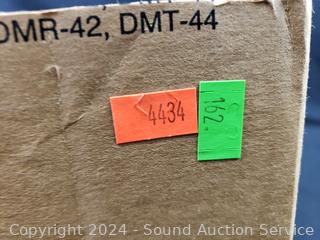 DMR-42, DMT-44
4434
162.
Copyright 2024 - Sound Auction Service